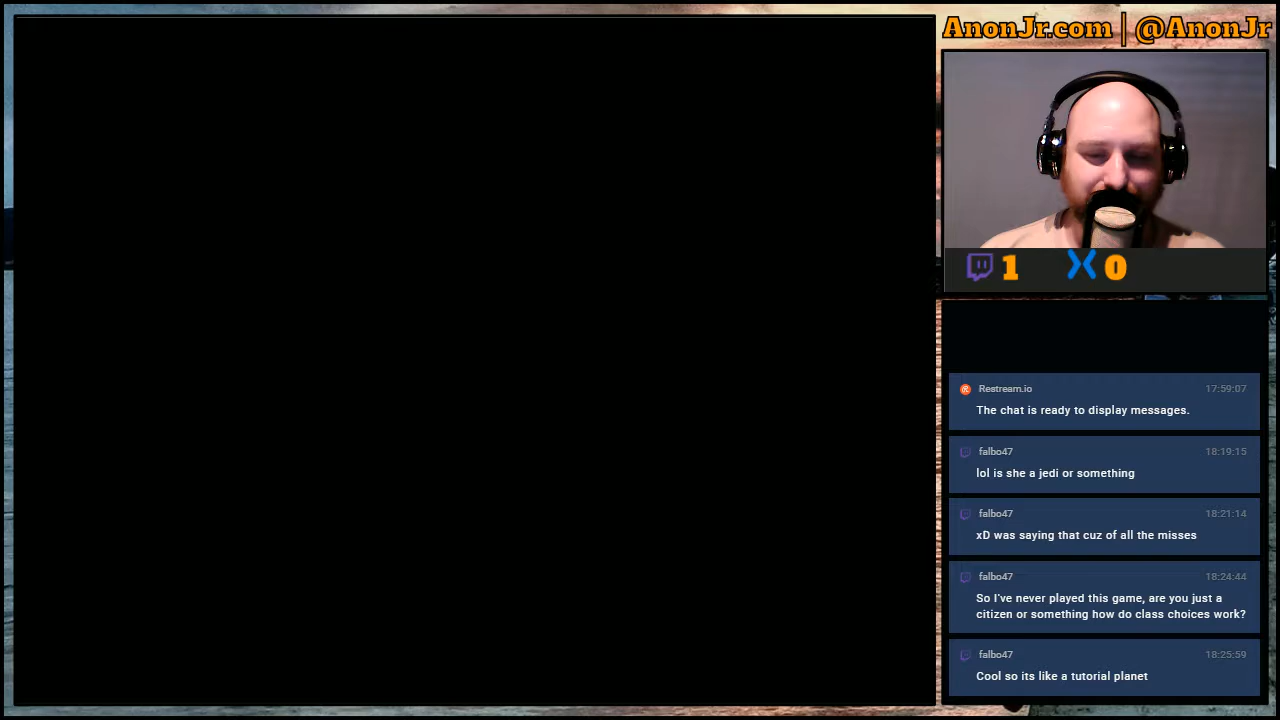 AnonJr.com | @AnonJr
1 0
Restream.io 17:59:07
The chat is ready to display messages.
falbo47 18:19:15
lol is she a jedi or something
falbo47 18:21:14
xD was saying that cuz of all the misses
falbo47 18:24:44
So I've never played this game, are you just a
citizen or something how do class choices work?
falbo47 18:25:59
Cool so its like a tutorial planet